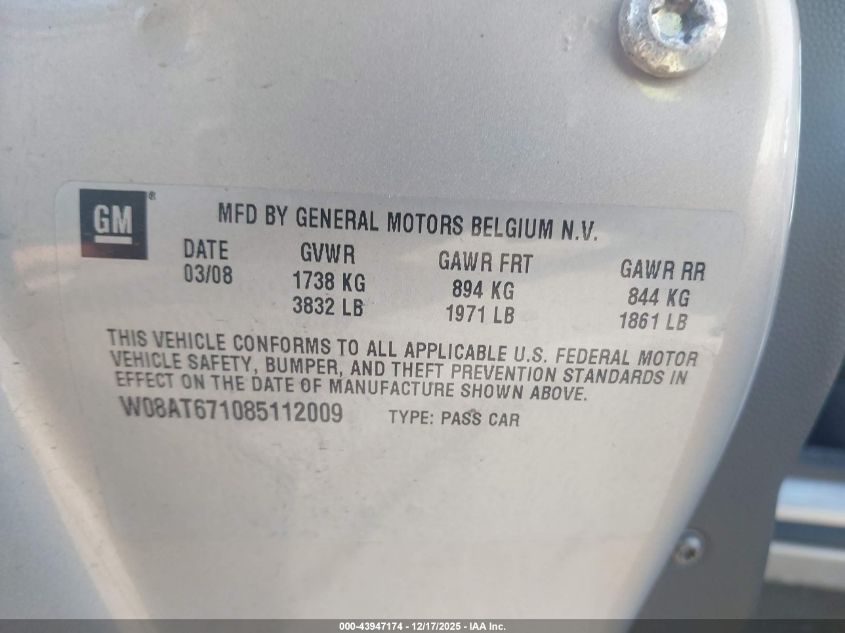 GM®
MFD BY GENERAL MOTORS BELGIUM N.V.
DATE GVWR GAWR FRT GAWR RR
03/08 1738 KG 894 KG 844 KG
3832 LB 1971 LB 1861 LB
THIS VEHICLE CONFORMS TO ALL APPLICABLE U.S. FEDERAL MOTOR
VEHICLE SAFETY, BUMPER, AND THEFT PREVENTION STANDARDS IN
EFFECT ON THE DATE OF MANUFACTURE SHOWN ABOVE.
W08AT671085112009 TYPE: PASS CAR
000-43947174 - 12/17/2025 - IAA Inc.